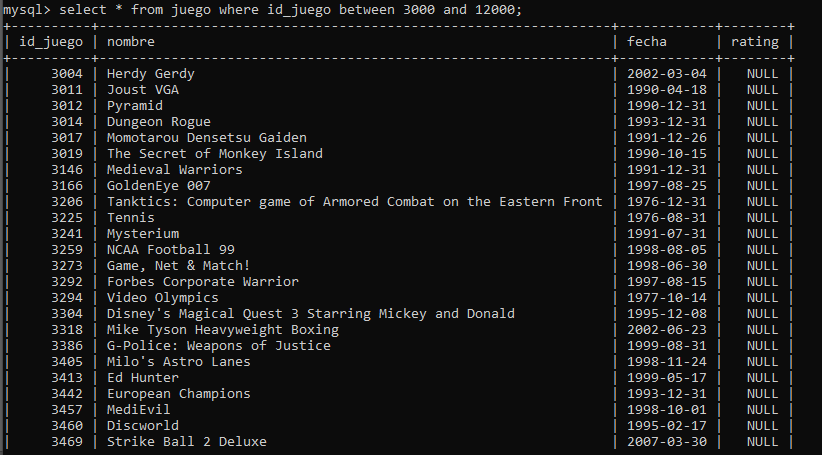 mysql> select * from juego where id_juego between 3000 and 12000;
+----------+----------------------------------------------------------------+------------+--------+
| id_juego | nombre                                                         | fecha      | rating |
+----------+----------------------------------------------------------------+------------+--------+
|     3004 | Herdy Gerdy                                                    | 2002-03-04 |   NULL |
|     3011 | Joust VGA                                                      | 1990-04-18 |   NULL |
|     3012 | Pyramid                                                        | 1990-12-31 |   NULL |
|     3014 | Dungeon Rogue                                                  | 1993-12-31 |   NULL |
|     3017 | Momotarou Densetsu Gaiden                                      | 1991-12-26 |   NULL |
|     3019 | The Secret of Monkey Island                                    | 1990-10-15 |   NULL |
|     3146 | Medieval Warriors                                              | 1991-12-31 |   NULL |
|     3166 | GoldenEye 007                                                  | 1997-08-25 |   NULL |
|     3206 | Tanktics: Computer game of Armored Combat on the Eastern Front | 1976-12-31 |   NULL |
|     3225 | Tennis                                                         | 1976-08-31 |   NULL |
|     3241 | Mysterium                                                      | 1991-07-31 |   NULL |
|     3259 | NCAA Football 99                                               | 1998-08-05 |   NULL |
|     3273 | Game, Net & Match!                                             | 1998-06-30 |   NULL |
|     3292 | Forbes Corporate Warrior                                       | 1997-08-15 |   NULL |
|     3294 | Video Olympics                                                 | 1977-10-14 |   NULL |
|     3304 | Disney's Magical Quest 3 Starring Mickey and Donald            | 1995-12-08 |   NULL |
|     3318 | Mike Tyson Heavyweight Boxing                                  | 2002-06-23 |   NULL |
|     3386 | G-Police: Weapons of Justice                                   | 1999-08-31 |   NULL |
|     3405 | Milo's Astro Lanes                                             | 1998-11-24 |   NULL |
|     3413 | Ed Hunter                                                      | 1999-05-17 |   NULL |
|     3442 | European Champions                                             | 1993-12-31 |   NULL |
|     3457 | MediEvil                                                       | 1998-10-01 |   NULL |
|     3460 | Discworld                                                      | 1995-02-17 |   NULL |
|     3469 | Strike Ball 2 Deluxe                                           | 2007-03-30 |   NULL |